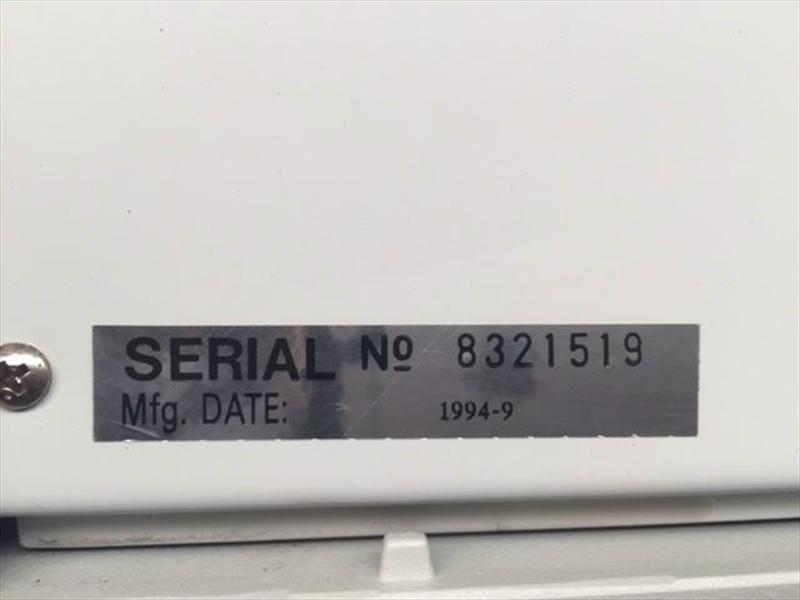 SERIAL Nº 8321519
Mfg. DATE: 1994-9